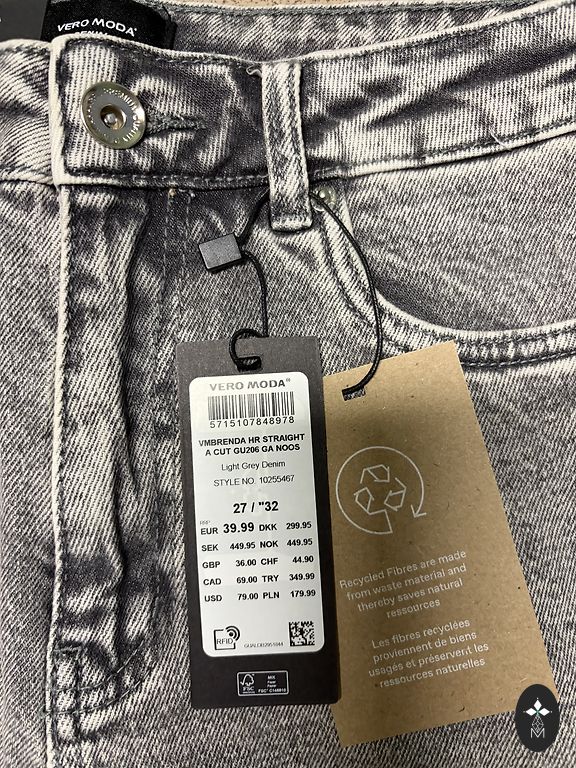 VERO MODA®
DENIM
VERO MODA®
5715107848978
VMBRENDA HR STRAIGHT
A CUT GU206 GA NOOS
Light Grey Denim
STYLE NO. 10255467
27 / "32
RRP
EUR 39.99 DKK 299.95
SEK 449.95 NOK 449.95
GBP 36.00 CHF 44.90
CAD 69.00 TRY 349.99
USD 79.00 PLN 179.99
RFID
FSC
MIX
Paper
Papier
Recycled Fibres are made
from waste material and
thereby saves natural
ressources
Les fibres recyclées
proviennent de biens
usagés et préservent les
ressources naturelles
M